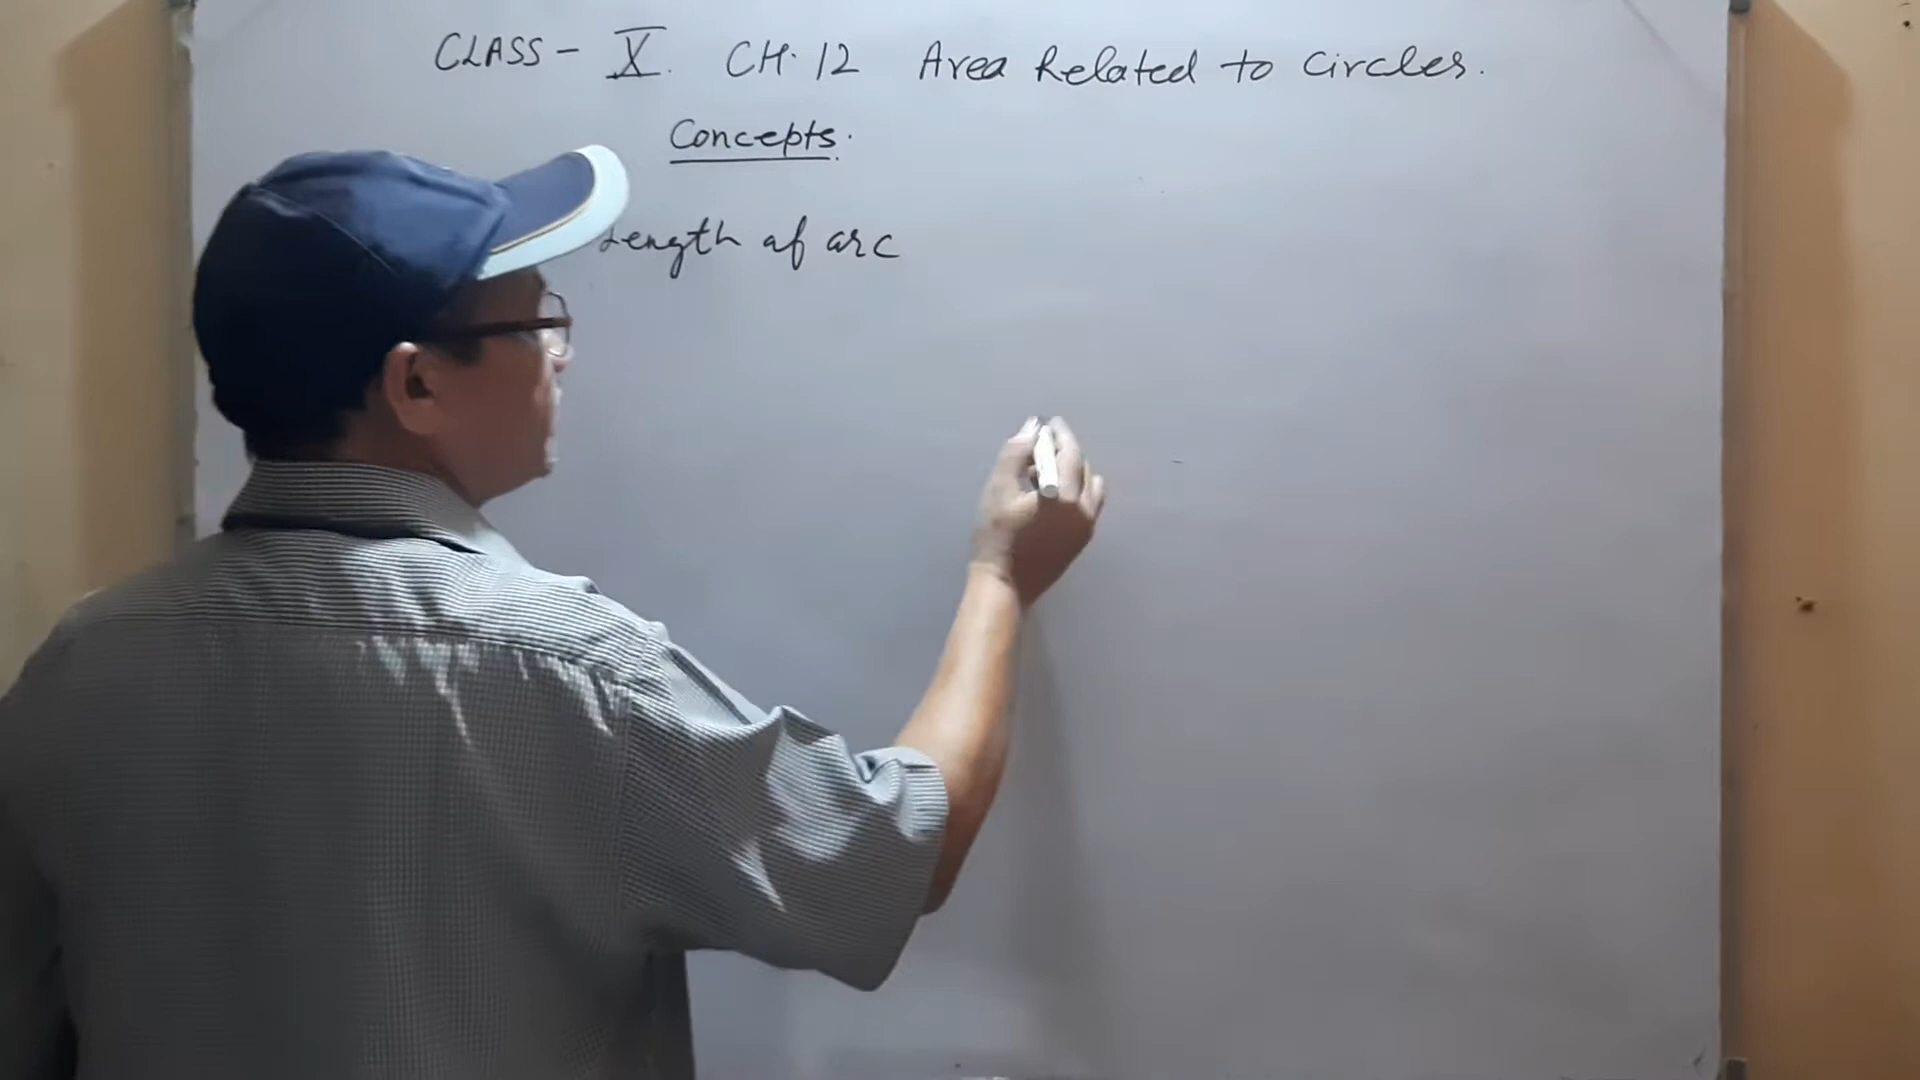 CLASS - X. CH. 12 Area Related to Circles.
Concepts.
Length of arc